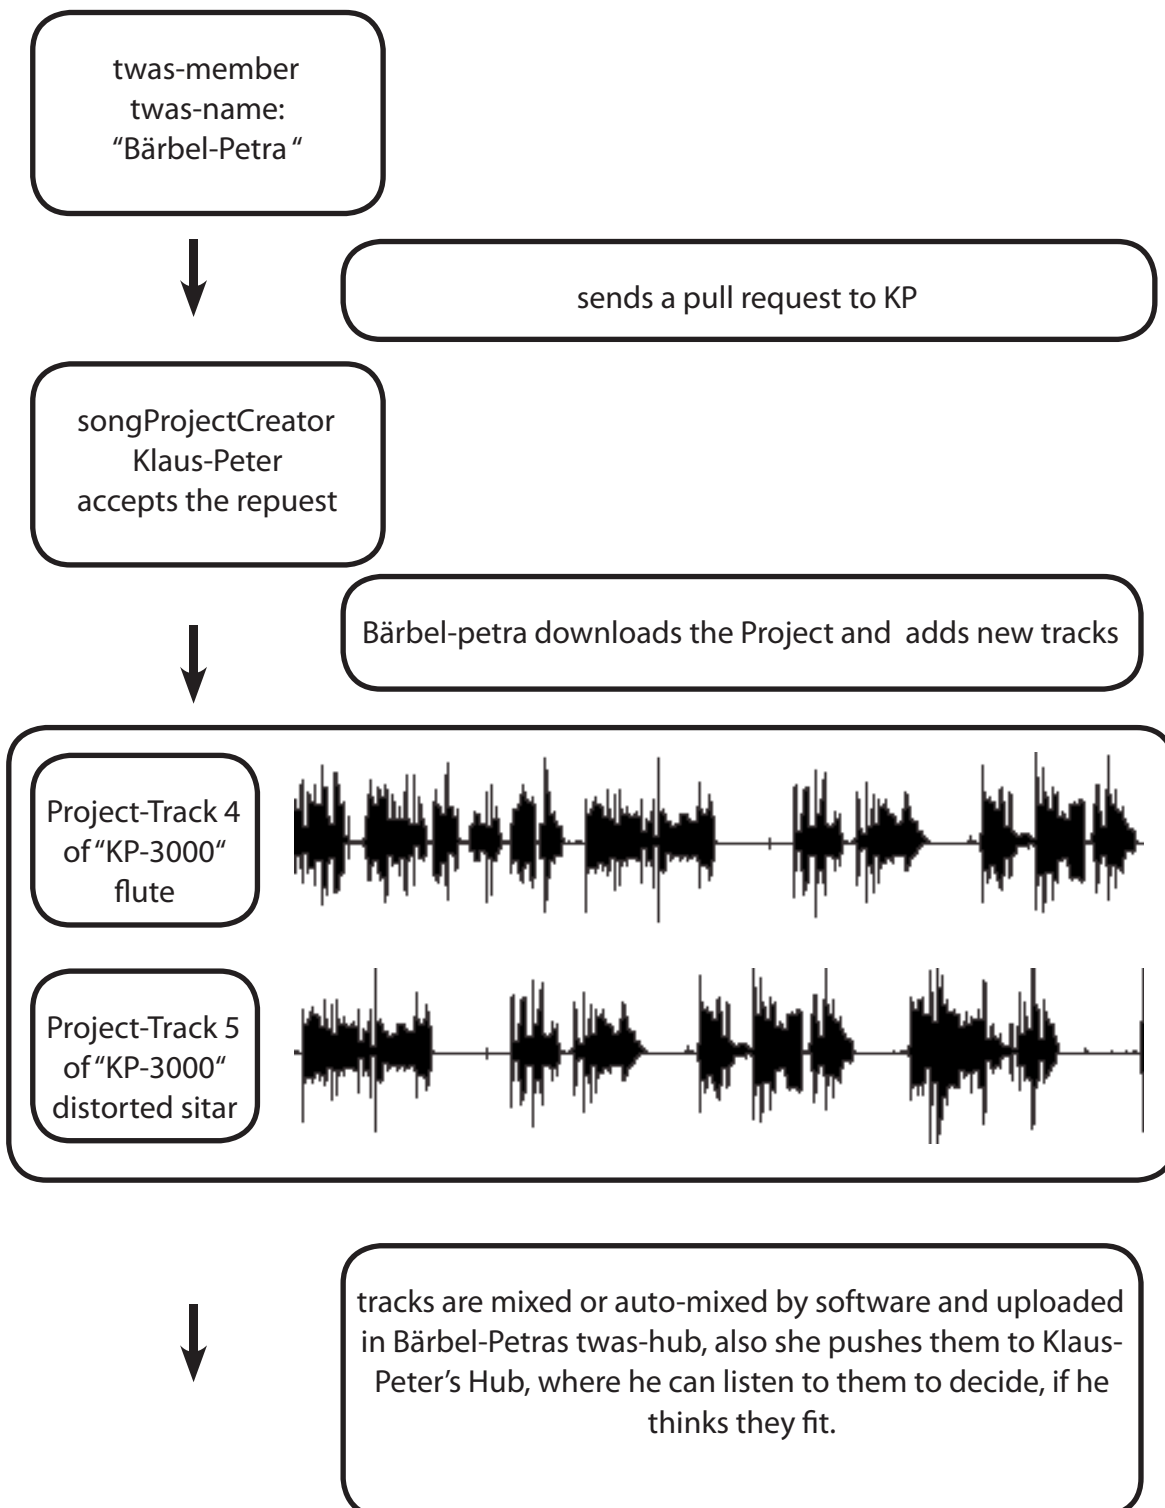 twas-member
twas-name:
“Bärbel-Petra “
sends a pull request to KP
songProjectCreator
Klaus-Peter
accepts the repuest
Bärbel-petra downloads the Project and  adds new tracks
Project-Track 4
of “KP-3000“
flute
Project-Track 5
of “KP-3000“
distorted sitar
tracks are mixed or auto-mixed by software and uploaded
in Bärbel-Petras twas-hub, also she pushes them to Klaus-
Peter’s Hub, where he can listen to them to decide, if he
thinks they fit.